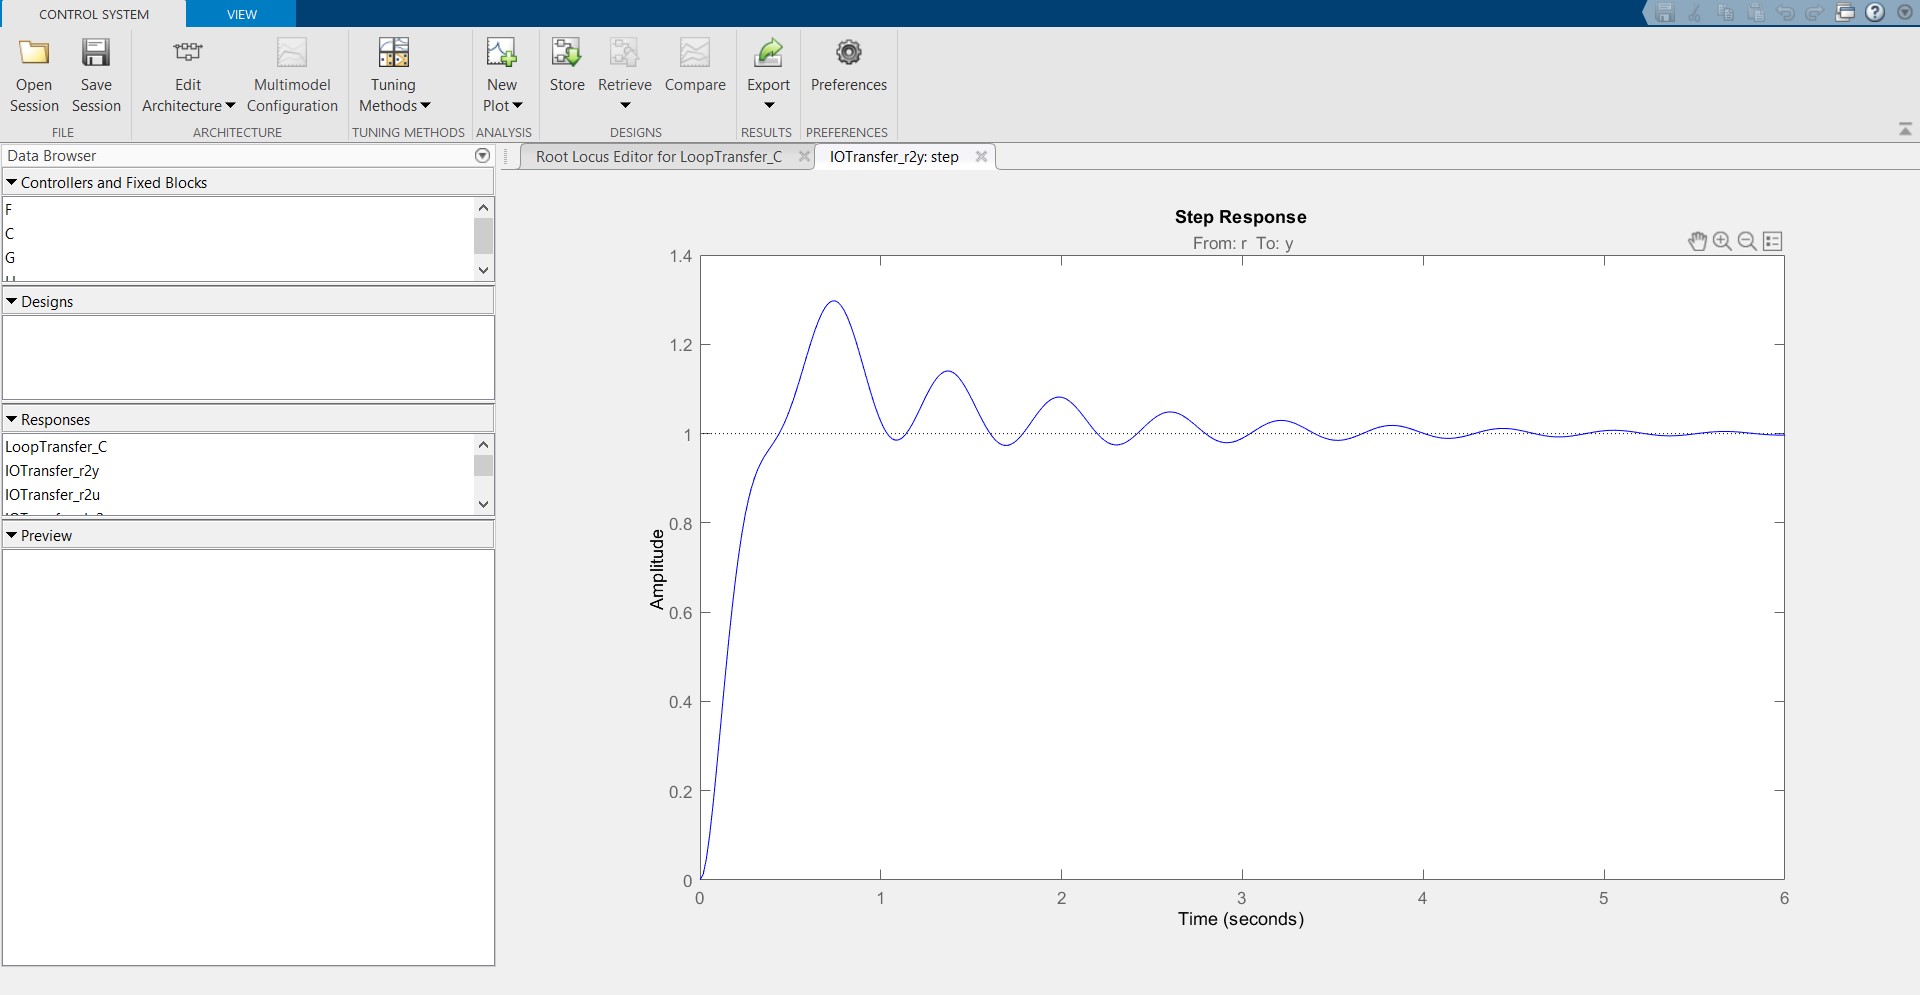 CONTROL SYSTEM
VIEW
Open Session
Save Session
Edit Architecture
Multimodel Configuration
Tuning Methods
New Plot
Store
Retrieve
Compare
Export
Preferences
FILE
ARCHITECTURE
TUNING METHODS
ANALYSIS
DESIGNS
RESULTS
PREFERENCES
Data Browser
Controllers and Fixed Blocks
F
C
G
Designs
Responses
LoopTransfer_C
IOTransfer_r2y
IOTransfer_r2u
Preview
Root Locus Editor for LoopTransfer_C
IOTransfer_r2y: step
Step Response
From: r To: y
1.4
1.2
1
0.8
0.6
0.4
0.2
0
Amplitude
0 1 2 3 4 5 6
Time (seconds)